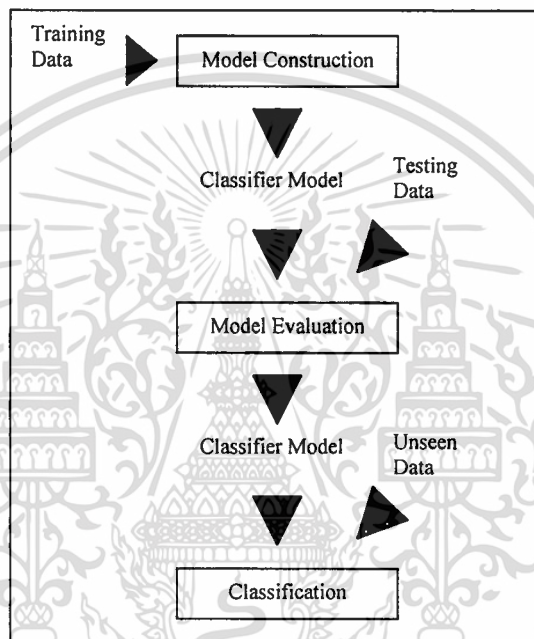 Training
Data
Model Construction
Classifier Model
Testing
Data
Model Evaluation
Classifier Model
Unseen
Data
Classification